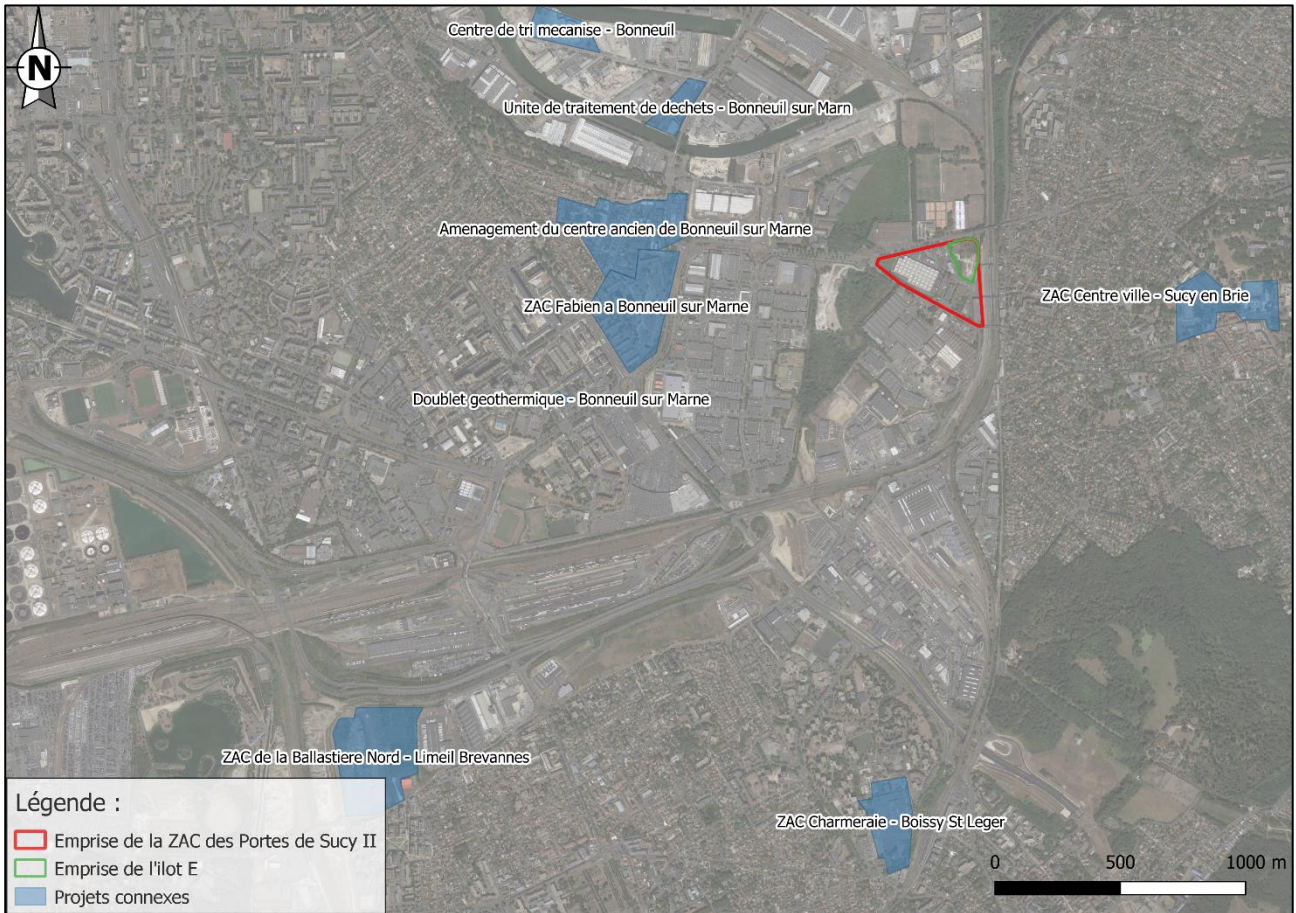 N
Centre de tri mecanise - Bonneuil
Unite de traitement de dechets - Bonneuil sur Marn
Amenagement du centre ancien de Bonneuil sur Marne
ZAC Fabien a Bonneuil sur Marne
ZAC Centre ville - Sucy en Brie
Doublet geothermique - Bonneuil sur Marne
ZAC de la Ballastiere Nord - Limeil Brevannes
ZAC Charmeraie - Boissy St Leger
Légende :
Emprise de la ZAC des Portes de Sucy II
Emprise de l'ilot E
Projets connexes
0 500 1000 m